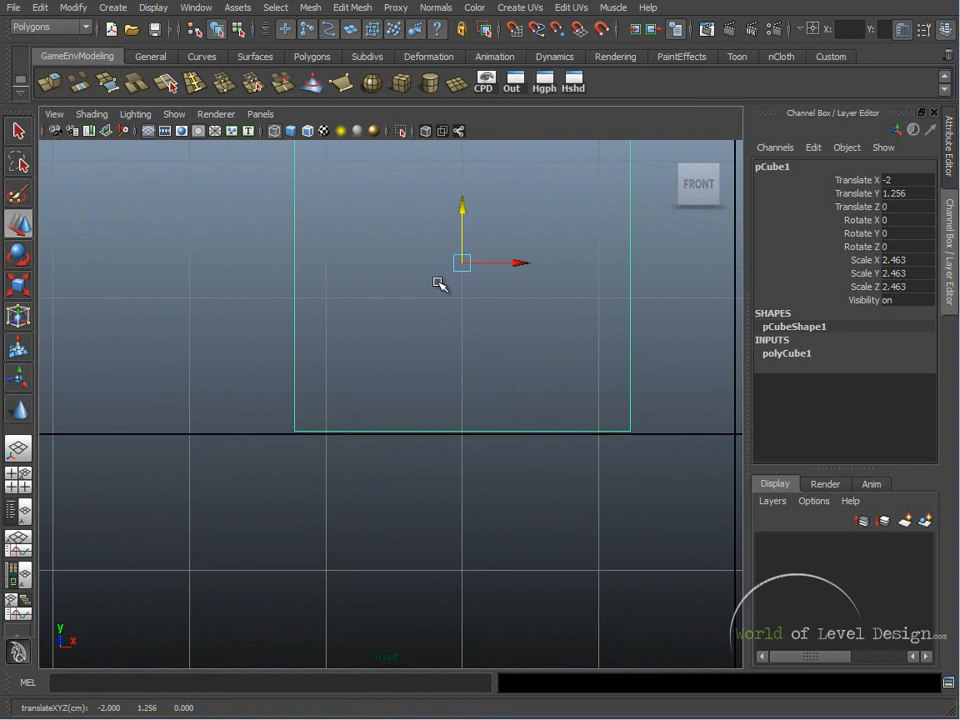 File Edit Modify Create Display Window Assets Select Mesh Edit Mesh Proxy Normals Color Create UVs Edit UVs Muscle Help
Polygons X: Y:
GameEnvModeling General Curves Surfaces Polygons Subdivs Deformation Animation Dynamics Rendering PaintEffects Toon nCloth Custom
CPD Out Hgph Hshd
View Shading Lighting Show Renderer Panels
Channel Box / Layer Editor
Channels Edit Object Show
pCube1
Translate X -2
Translate Y 1.256
Translate Z 0
Rotate X 0
Rotate Y 0
Rotate Z 0
Scale X 2.463
Scale Y 2.463
Scale Z 2.463
Visibility on
SHAPES
pCubeShape1
INPUTS
polyCube1
Attribute Editor
Channel Box / Layer Editor
FRONT
Display Render Anim
Layers Options Help
World of Level Design.com
y
x
front
MEL
translateXYZ(cm): -2.000 1.256 0.000